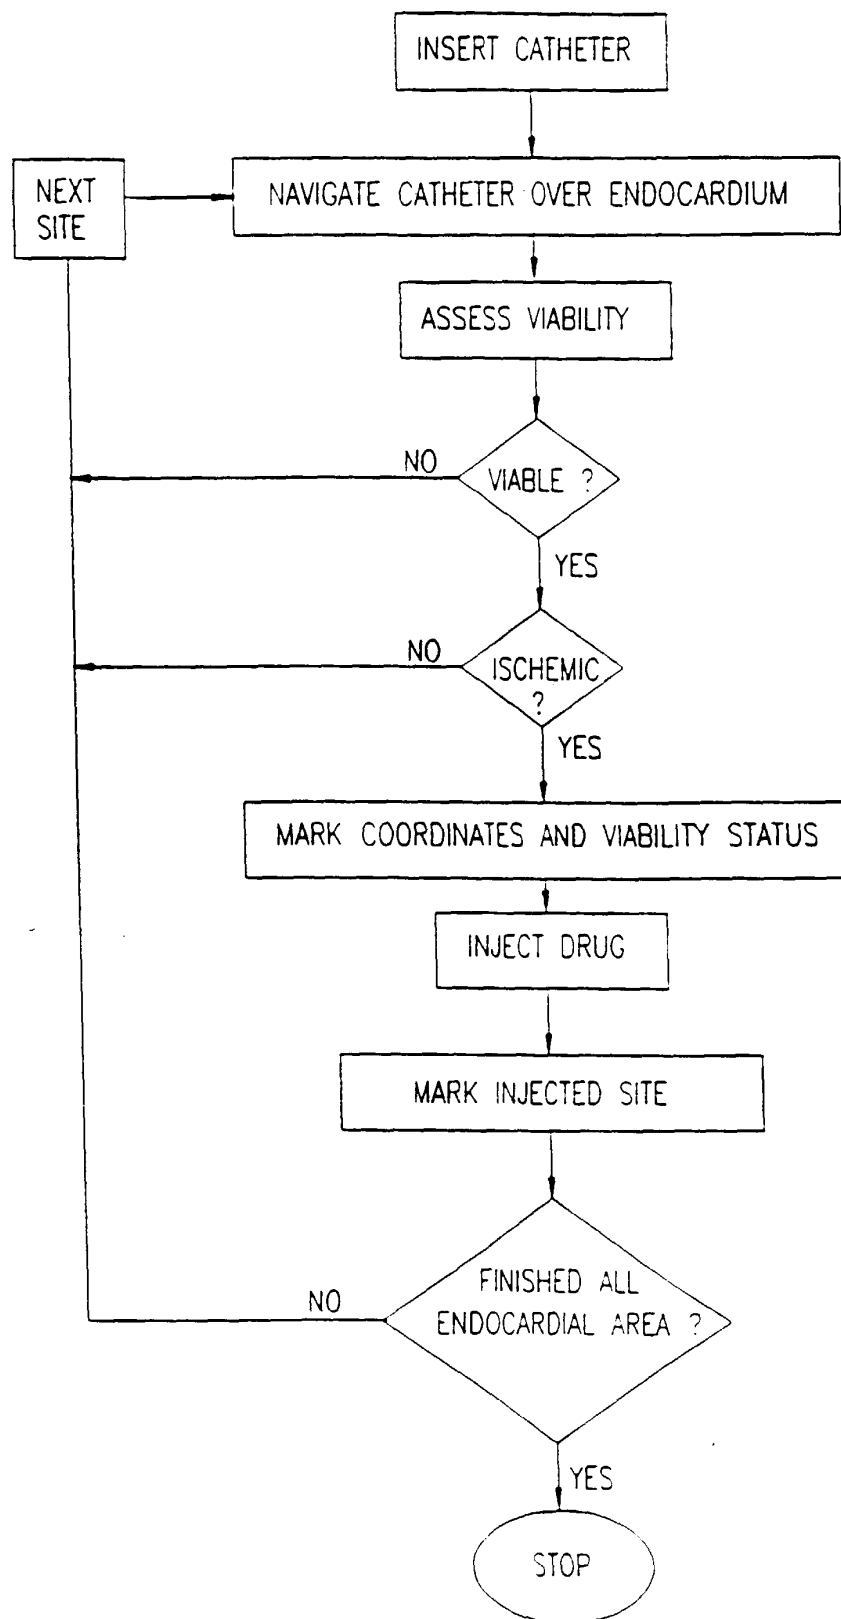 INSERT CATHETER
NEXT
SITE
NAVIGATE CATHETER OVER ENDOCARDIUM
ASSESS VIABILITY
NO
VIABLE ?
YES
NO
ISCHEMIC
?
YES
MARK COORDINATES AND VIABILITY STATUS
INJECT DRUG
MARK INJECTED SITE
FINISHED ALL
NO
ENDOCARDIAL AREA ?
YES
STOP